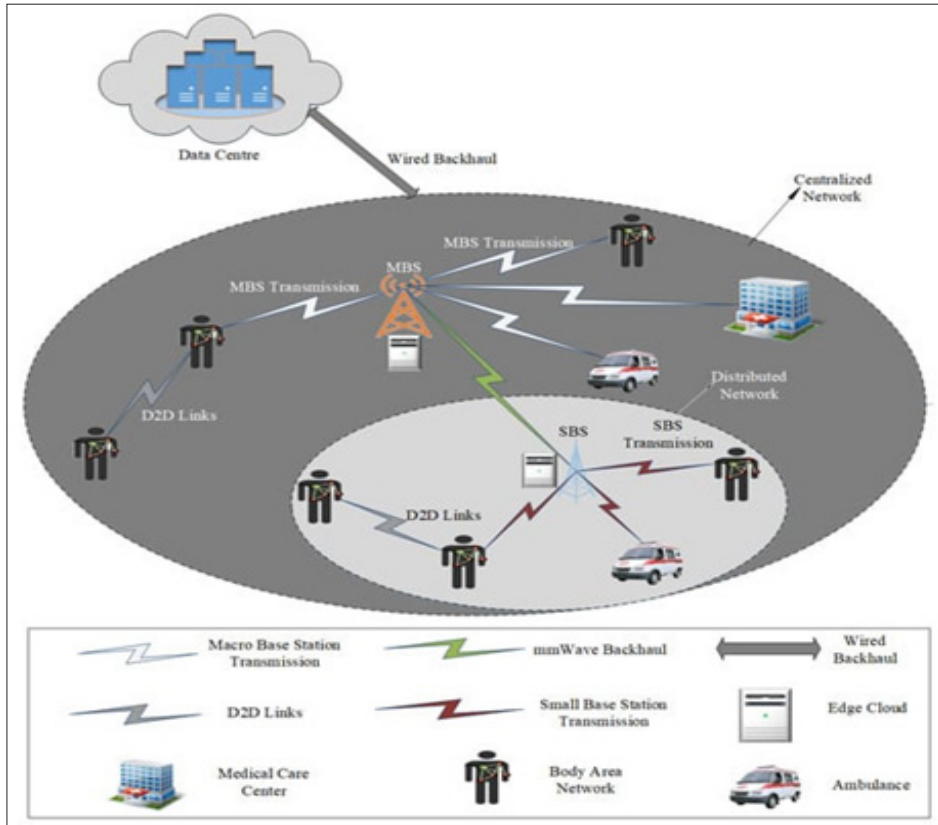 Data Centre
Wired Backhaul
Centralized
Network
MBS Transmission
MBS
MBS Transmission
Distributed
Network
D2D Links
SBS
SBS
Transmission
D2D Links
Macro Base Station
Transmission
mmWave Backhaul
Wired
Backhaul
D2D Links
Small Base Station
Transmission
Edge Cloud
Medical Care
Center
Body Area
Network
Ambulance